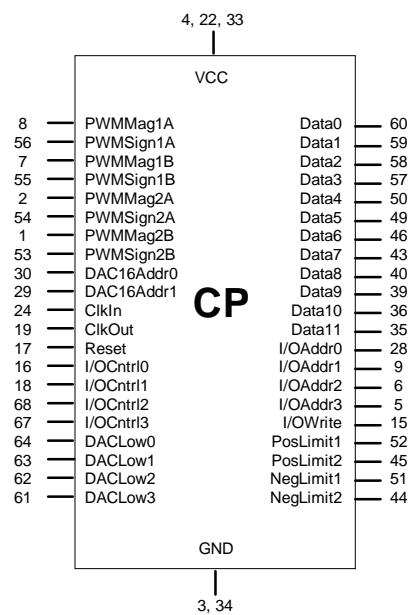 4, 22, 33
VCC
8 PWMMag1A Data0 60
56 PWMSign1A Data1 59
7 PWMMag1B Data2 58
55 PWMSign1B Data3 57
2 PWMMag2A Data4 50
54 PWMSign2A Data5 49
1 PWMMag2B Data6 46
53 PWMSign2B Data7 43
30 DAC16Addr0 Data8 40
29 DAC16Addr1 Data9 39
24 ClkIn Data10 36
19 ClkOut Data11 35
17 Reset I/OAddr0 28
16 I/OCntrl0 I/OAddr1 9
18 I/OCntrl1 I/OAddr2 6
68 I/OCntrl2 I/OAddr3 5
67 I/OCntrl3 I/OWrite 15
64 DACLow0 PosLimit1 52
63 DACLow1 PosLimit2 45
62 DACLow2 NegLimit1 51
61 DACLow3 NegLimit2 44
CP
GND
3, 34